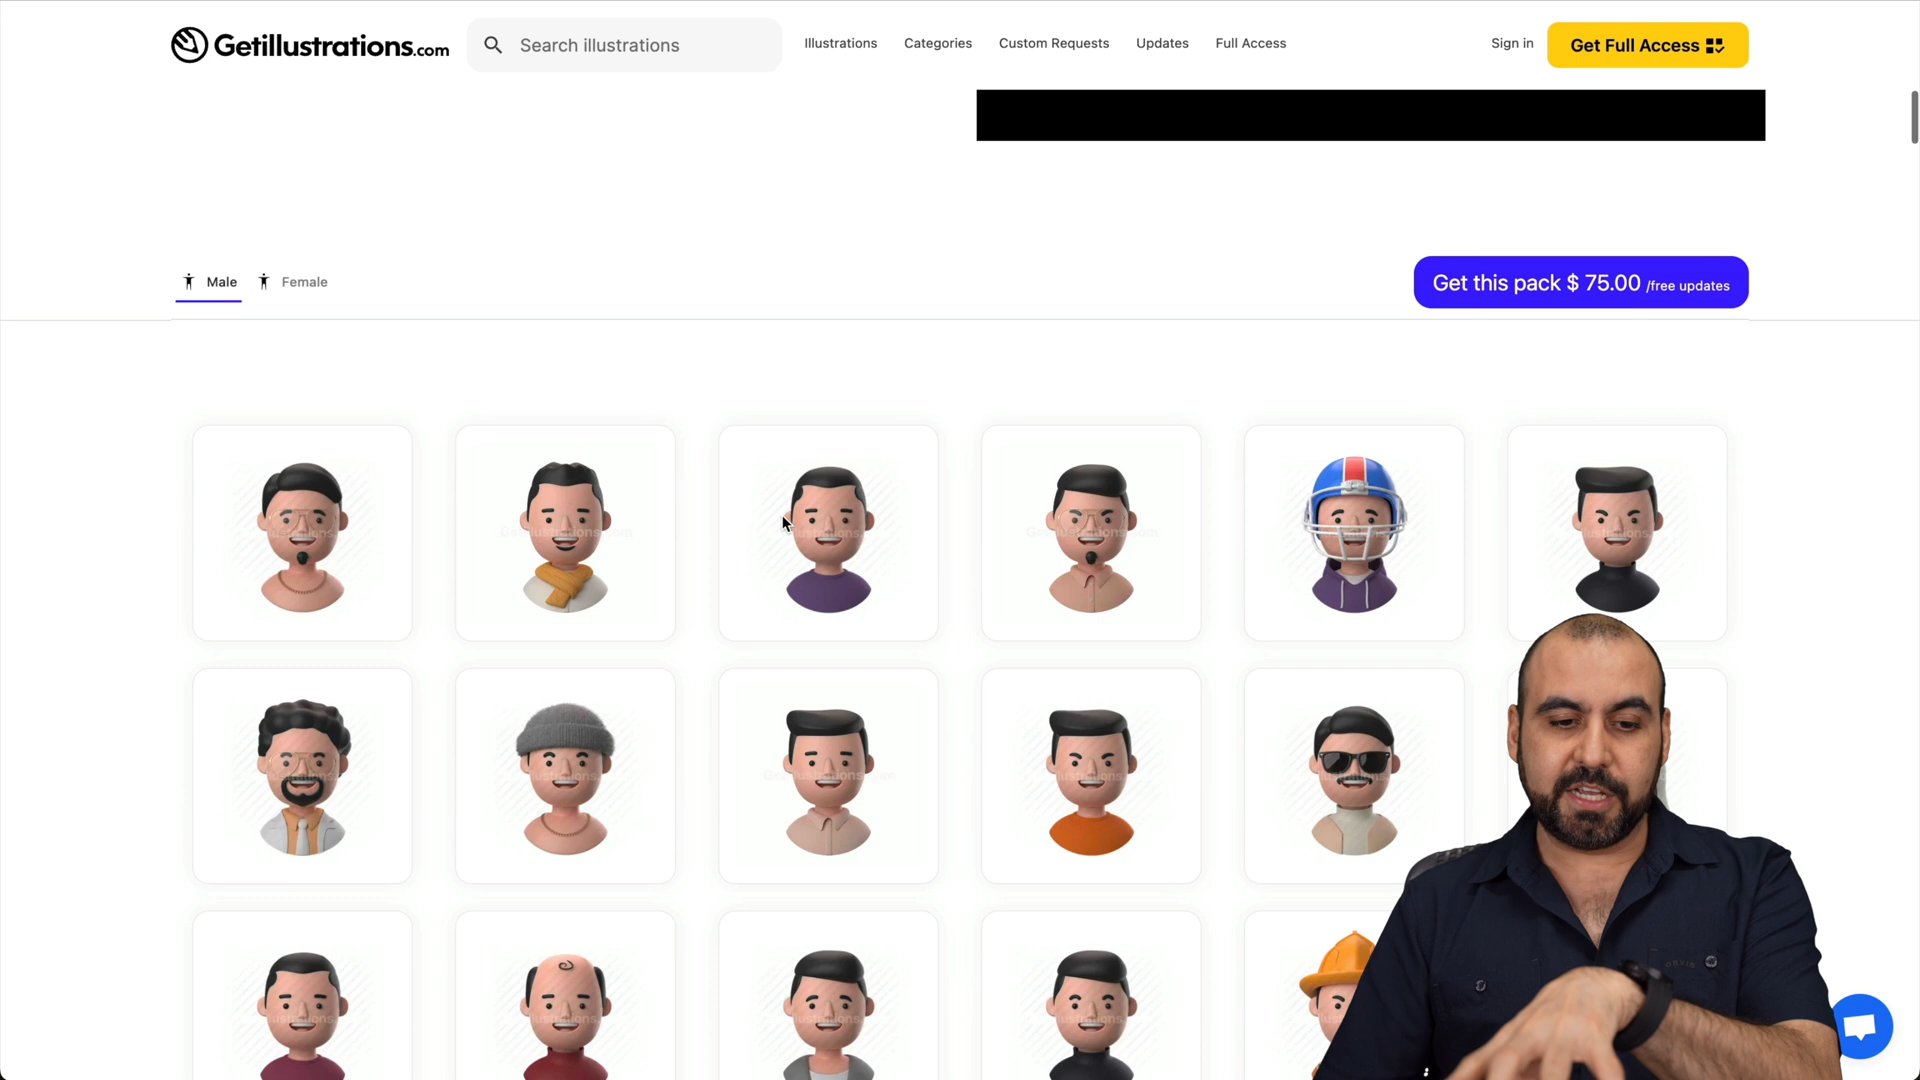 Getillustrations.com
Search illustrations
Illustrations
Categories
Custom Requests
Updates
Full Access
Sign in
Get Full Access
Male
Female
Get this pack $ 75.00 /free updates
ORVIS